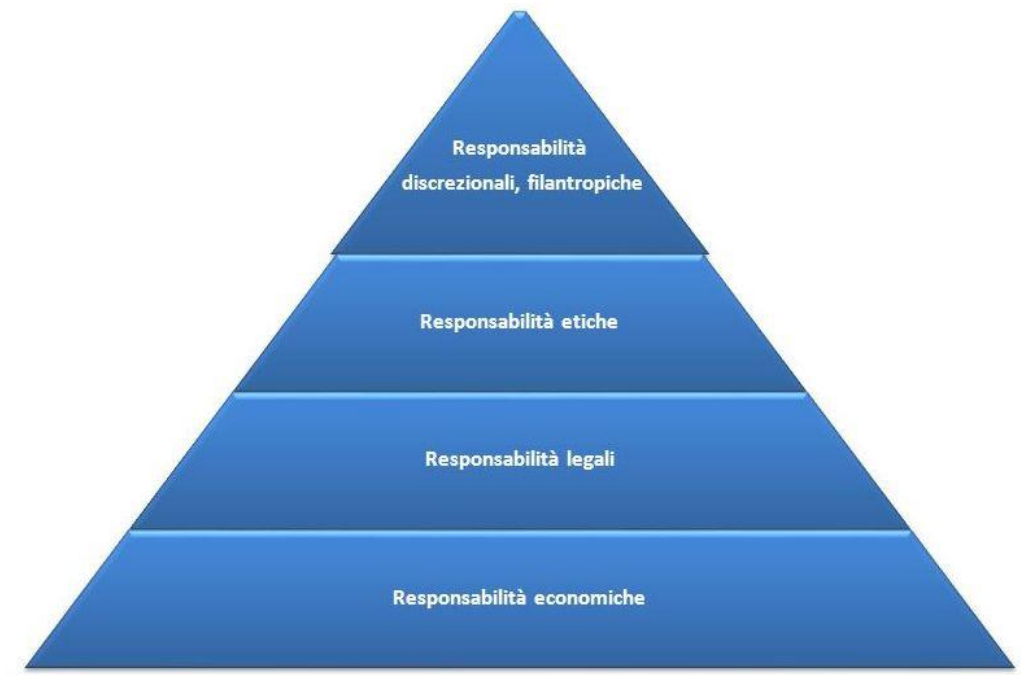 Responsabilità
discrezionali, filantropiche
Responsabilità etiche
Responsabilità legali
Responsabilità economiche